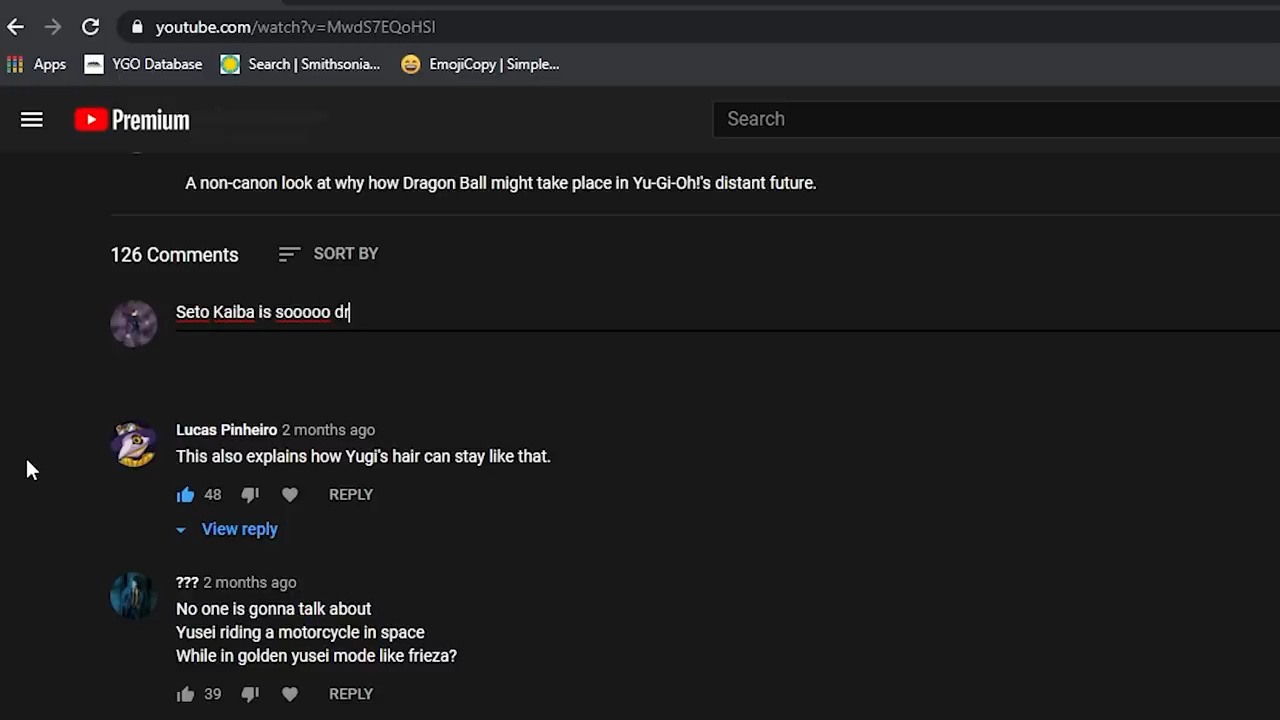 youtube.com/watch?v=MwdS7EQoHSI
Apps YGO Database Search | Smithsonia... EmojiCopy | Simple...
Premium Search
A non-canon look at why how Dragon Ball might take place in Yu-Gi-Oh!'s distant future.
126 Comments SORT BY
Seto Kaiba is sooooo dr
Lucas Pinheiro 2 months ago
This also explains how Yugi's hair can stay like that.
48 REPLY
View reply
??? 2 months ago
No one is gonna talk about
Yusei riding a motorcycle in space
While in golden yusei mode like frieza?
39 REPLY